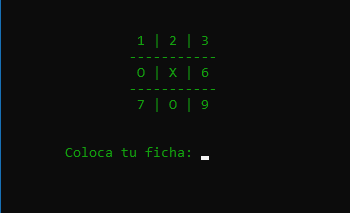 1 | 2 | 3
-----------
O | X | 6
-----------
7 | O | 9
Coloca tu ficha: